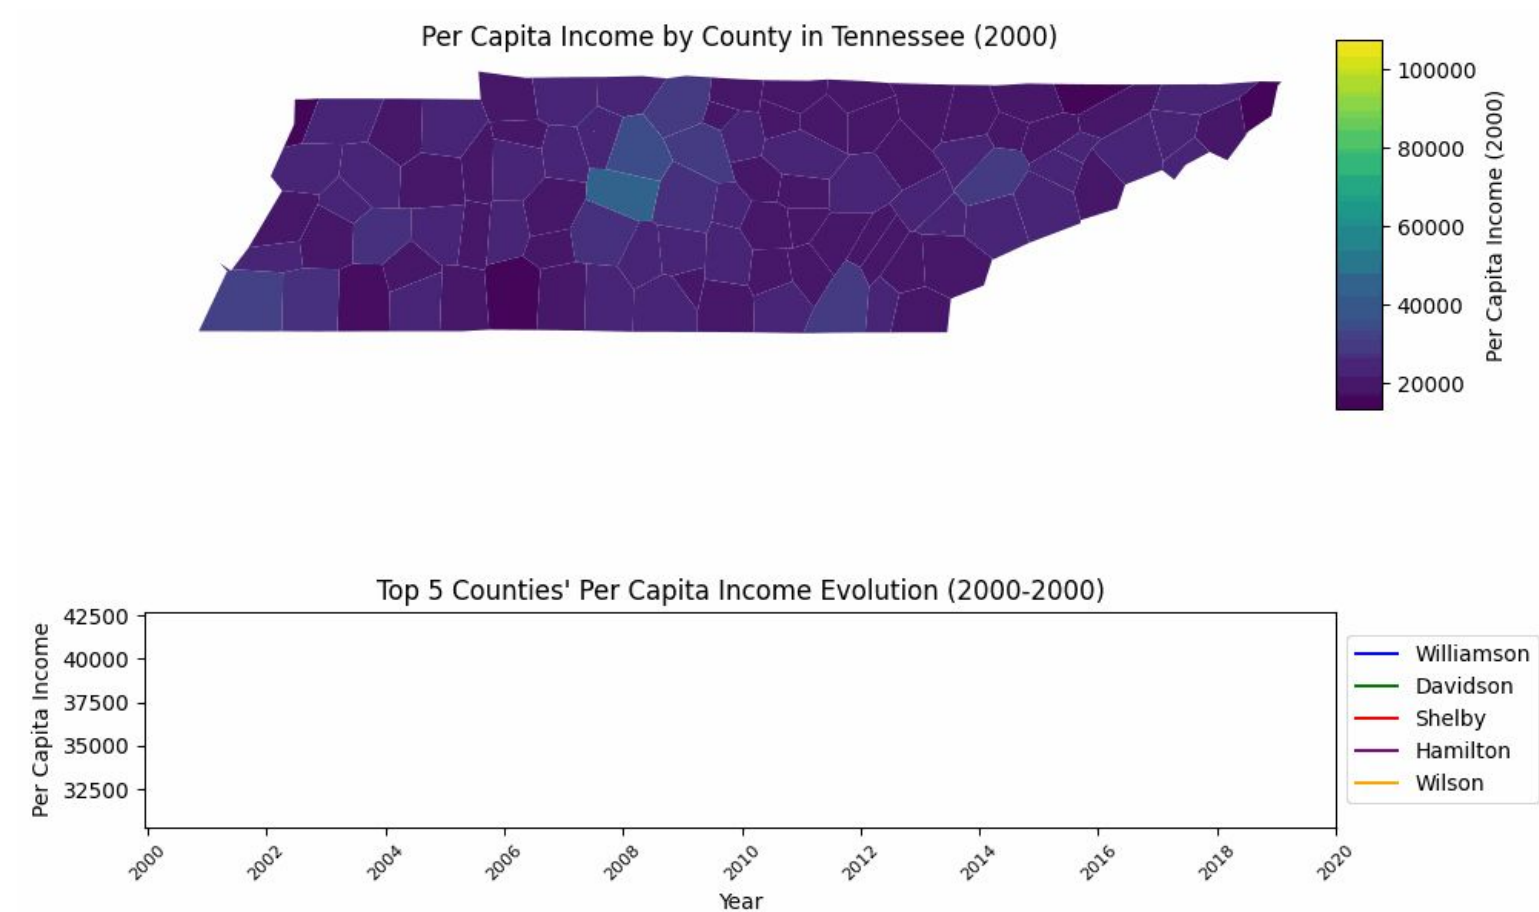 Per Capita Income by County in Tennessee (2000)
100000
80000
60000
40000
20000
Per Capita Income (2000)
Top 5 Counties' Per Capita Income Evolution (2000-2000)
42500
40000
37500
35000
32500
Per Capita Income
2000 2002 2004 2006 2008 2010 2012 2014 2016 2018 2020
Year
Williamson
Davidson
Shelby
Hamilton
Wilson